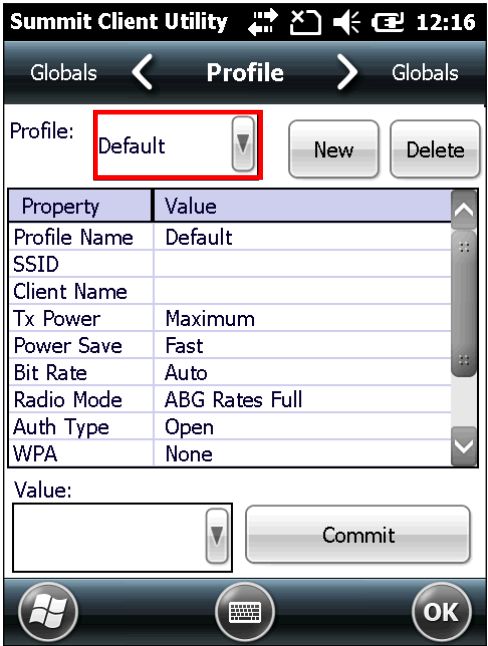 Summit Client Utility 12:16
Globals Profile Globals
Profile: Default New Delete
Property Value
Profile Name Default
SSID
Client Name
Tx Power Maximum
Power Save Fast
Bit Rate Auto
Radio Mode ABG Rates Full
Auth Type Open
WPA None
Value:
Commit
OK